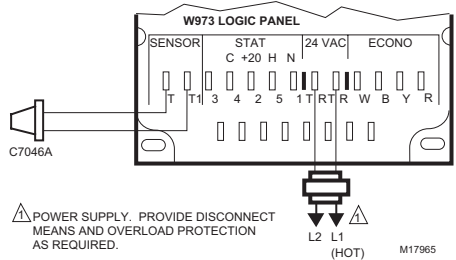 W973 LOGIC PANEL
SENSOR STAT 24 VAC ECONO
C +20 H N
T T1 3 4 2 5 1 T R T R W B Y R
C7046A
1 POWER SUPPLY. PROVIDE DISCONNECT
MEANS AND OVERLOAD PROTECTION
AS REQUIRED.
1
L2 L1
(HOT)
M17965